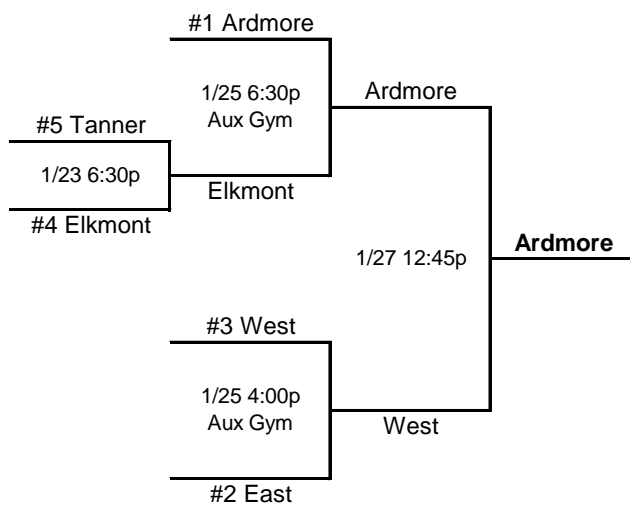 #1 Ardmore
1/25 6:30p
Aux Gym
Ardmore
#5 Tanner
1/23 6:30p
Elkmont
#4 Elkmont
Ardmore
1/27 12:45p
#3 West
1/25 4:00p
Aux Gym
West
#2 East